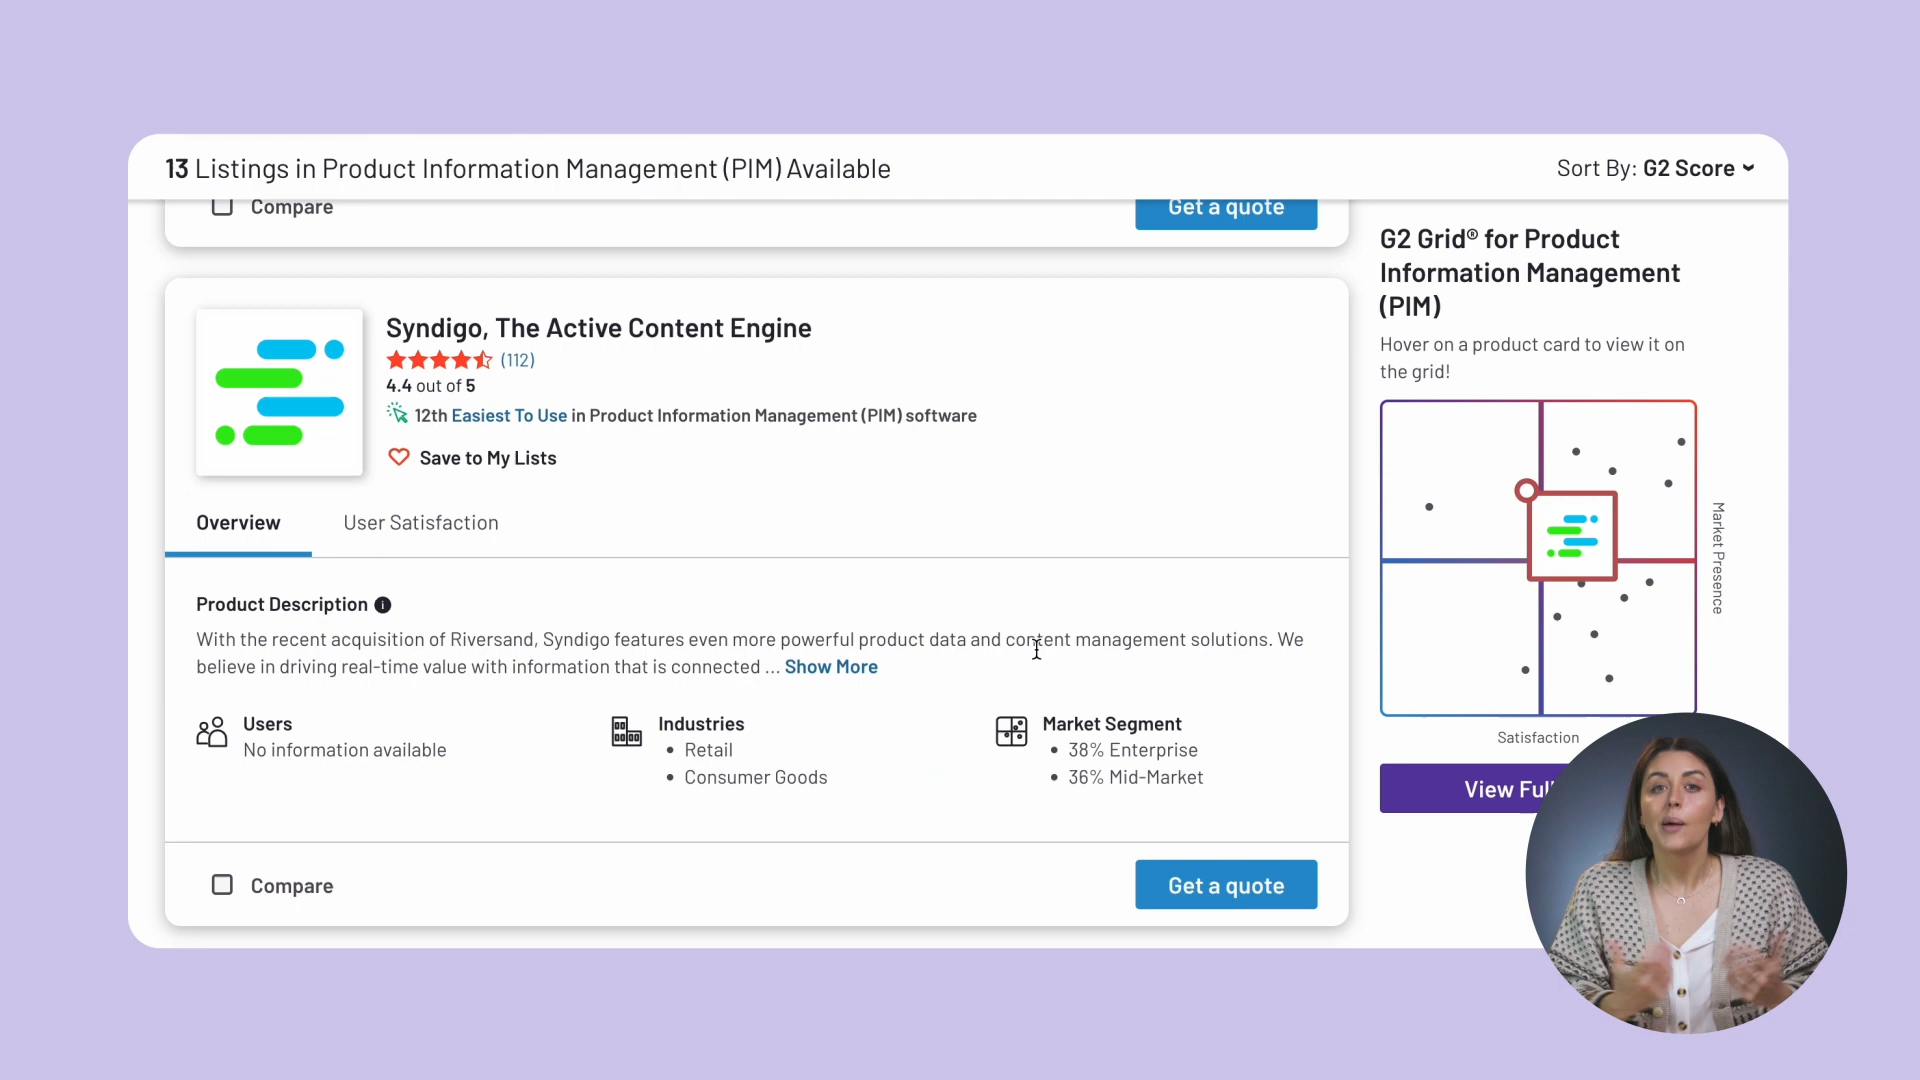 13 Listings in Product Information Management (PIM) Available
Sort By: G2 Score
Compare
Get a quote
Syndigo, The Active Content Engine
(112)
4.4 out of 5
12th Easiest To Use in Product Information Management (PIM) software
Save to My Lists
Overview
User Satisfaction
Product Description
With the recent acquisition of Riversand, Syndigo features even more powerful product data and content management solutions. We
believe in driving real-time value with information that is connected ... Show More
Users
No information available
Industries
• Retail
• Consumer Goods
Market Segment
• 38% Enterprise
• 36% Mid-Market
Compare
Get a quote
G2 Grid® for Product
Information Management
(PIM)
Hover on a product card to view it on
the grid!
Market Presence
Satisfaction
View Full